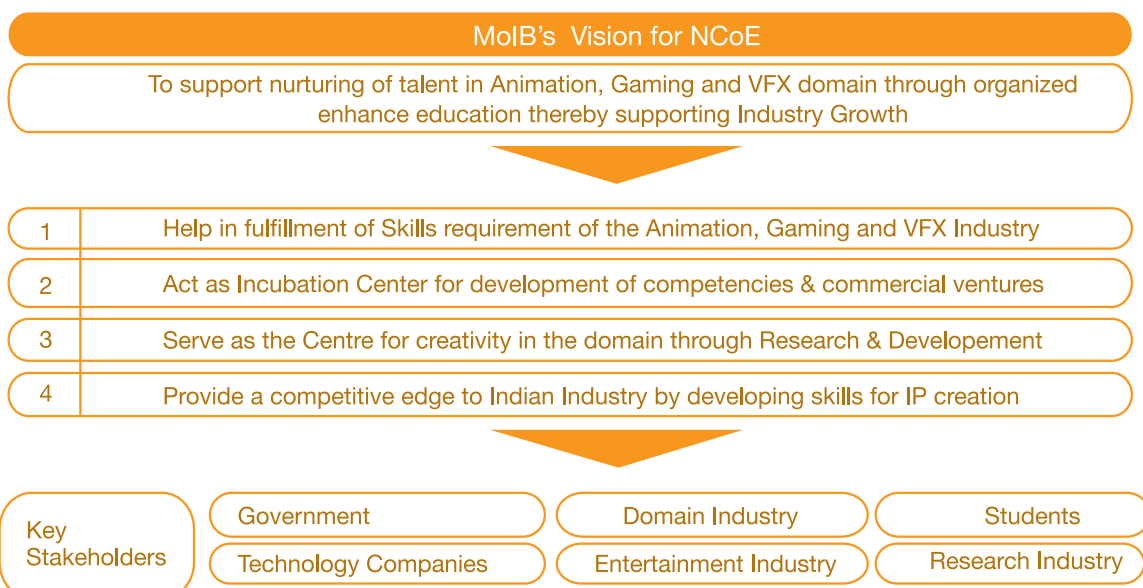 MoIB's Vision for NCoE
To support nurturing of talent in Animation, Gaming and VFX domain through organized
enhance education thereby supporting Industry Growth
1 Help in fulfillment of Skills requirement of the Animation, Gaming and VFX Industry
2 Act as Incubation Center for development of competencies & commercial ventures
3 Serve as the Centre for creativity in the domain through Research & Developement
4 Provide a competitive edge to Indian Industry by developing skills for IP creation
Key
Stakeholders
Government Domain Industry Students
Technology Companies Entertainment Industry Research Industry